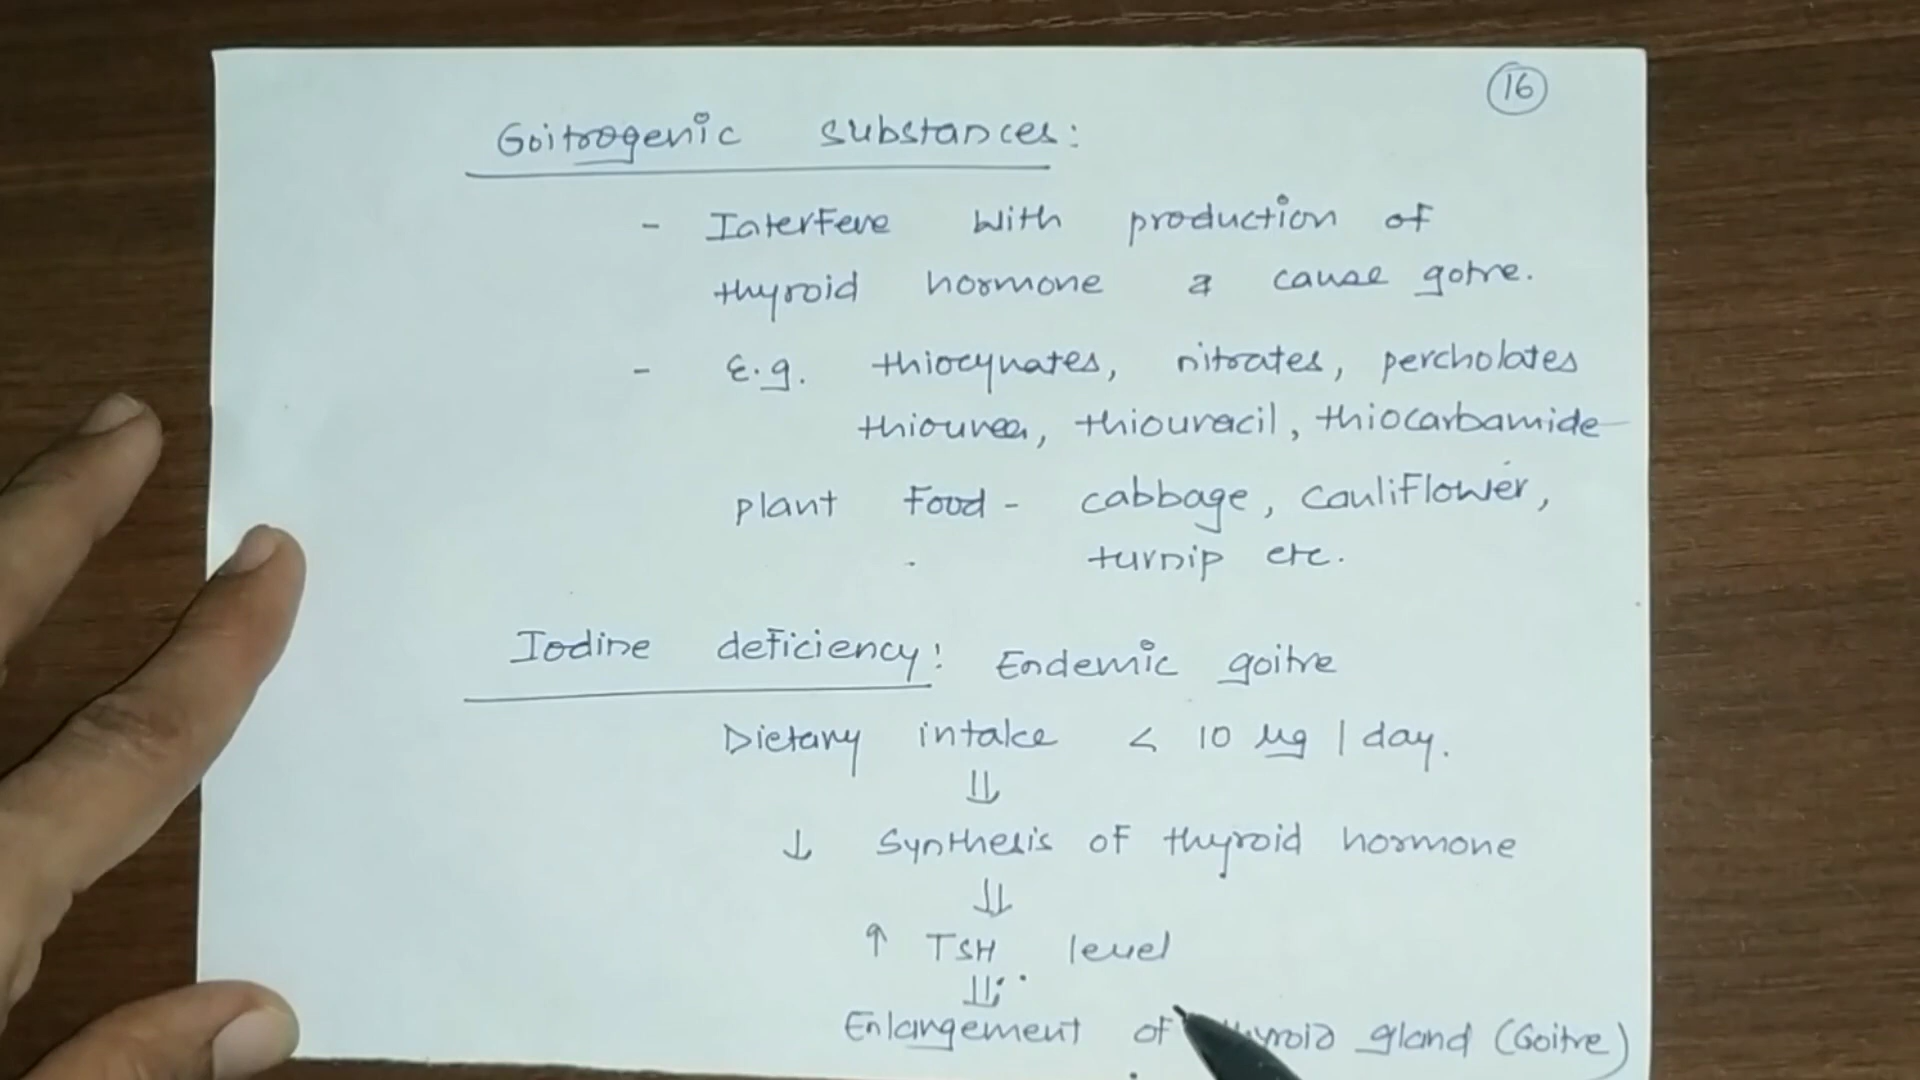 16
Goitrogenic substances:
- Interfere with production of
thyroid hormone & cause gotre.
- E.g. thiocynates, nitrates, percholates
thiourea, thiouracil, thiocarbamide
plant Food - cabbage, cauliflower,
turnip etc.
Iodine deficiency: Endemic goitre
Dietary intake < 10 µg / day.
⇓
↓ Synthesis of thyroid hormone
⇓
↑ TSH level
⇓
Enlargement of thyroid gland (Goitre)